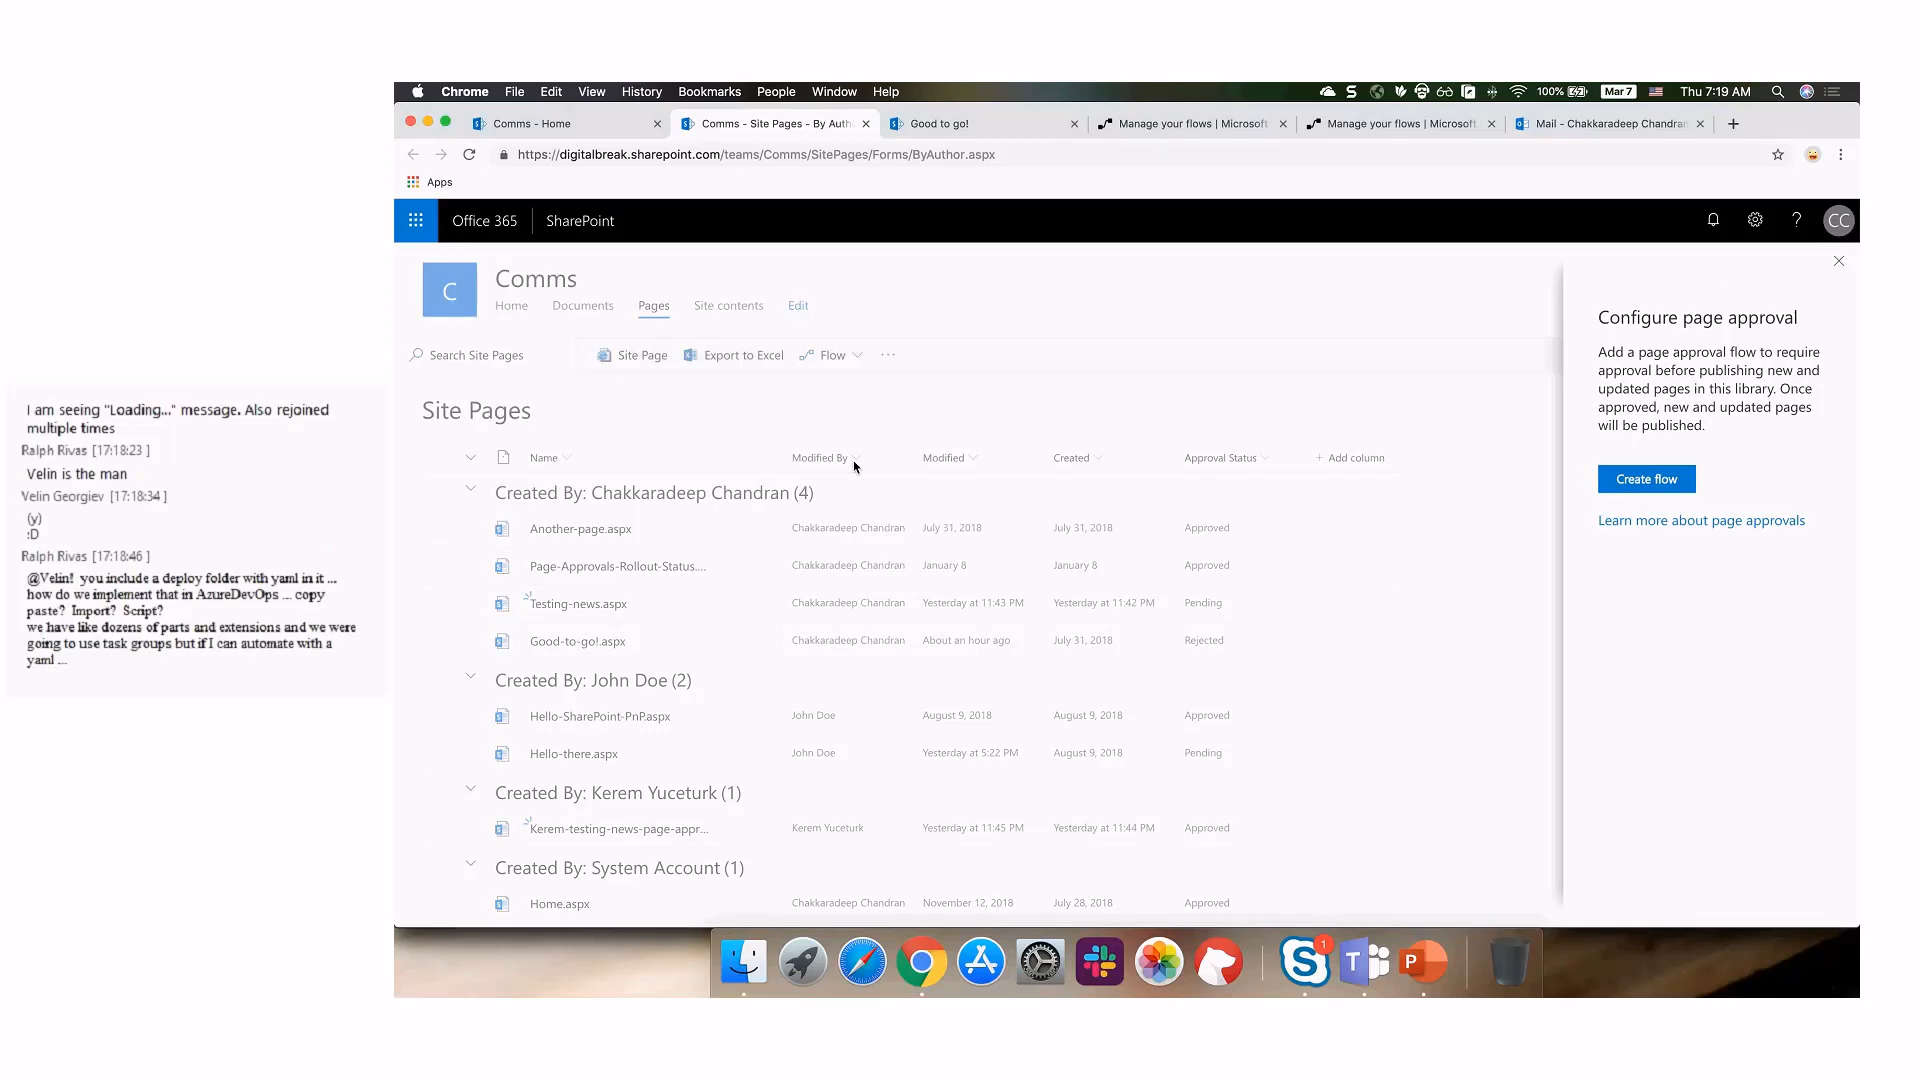 I am seeing "Loading..." message. Also rejoined
multiple times
Ralph Rivas [17:18:23 ]
Velin is the man
Velin Georgiev [17:18:34 ]
(y)
:D
Ralph Rivas [17:18:46 ]
@Velin! you include a deploy folder with yaml in it ...
how do we implement that in AzureDevOps ... copy
paste? Import? Script?
we have like dozens of parts and extensions and we were
going to use task groups but if I can automate with a
yaml ...
Chrome File Edit View History Bookmarks People Window Help 100% Mar 7 Thu 7:19 AM
Comms - Home Comms - Site Pages - By Auth Good to go! Manage your flows | Microsoft Manage your flows | Microsoft Mail - Chakkaradeep Chandran
https://digitalbreak.sharepoint.com/teams/Comms/SitePages/Forms/ByAuthor.aspx
Apps
Office 365 SharePoint ? CC
C
Comms
Home Documents Pages Site contents Edit
Search Site Pages Site Page Export to Excel Flow ...
Site Pages
Name Modified By Modified Created Approval Status + Add column
Created By: Chakkaradeep Chandran (4)
Another-page.aspx Chakkaradeep Chandran July 31, 2018 July 31, 2018 Approved
Page-Approvals-Rollout-Status.... Chakkaradeep Chandran January 8 January 8 Approved
Testing-news.aspx Chakkaradeep Chandran Yesterday at 11:43 PM Yesterday at 11:42 PM Pending
Good-to-go!.aspx Chakkaradeep Chandran About an hour ago July 31, 2018 Rejected
Created By: John Doe (2)
Hello-SharePoint-PnP.aspx John Doe August 9, 2018 August 9, 2018 Approved
Hello-there.aspx John Doe Yesterday at 5:22 PM August 9, 2018 Pending
Created By: Kerem Yuceturk (1)
Kerem-testing-news-page-appr... Kerem Yuceturk Yesterday at 11:45 PM Yesterday at 11:44 PM Approved
Created By: System Account (1)
Home.aspx Chakkaradeep Chandran November 12, 2018 July 28, 2018 Approved
Configure page approval
Add a page approval flow to require
approval before publishing new and
updated pages in this library. Once
approved, new and updated pages
will be published.
Create flow
Learn more about page approvals
S 1 T P